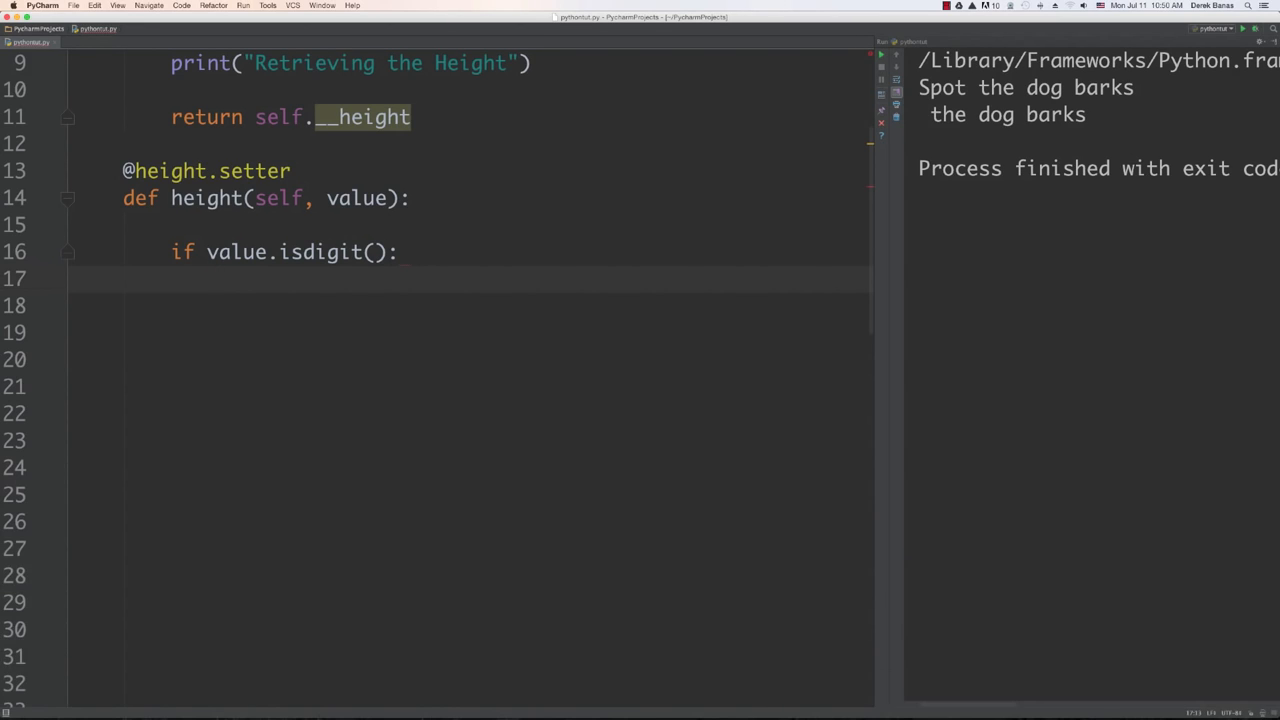 PyCharm File Edit View Navigate Code Refactor Run Tools VCS Window Help
10 Mon Jul 11 10:50 AM Derek Banas
pythontut.py - PycharmProjects - [~/PycharmProjects]
PycharmProjects pythontut.py
pythontut
pythontut.py
Run pythontut
9 print("Retrieving the Height")
10
11 return self.__height
12
13 @height.setter
14 def height(self, value):
15
16 if value.isdigit():
17
18
19
20
21
22
23
24
25
26
27
28
29
30
31
32
/Library/Frameworks/Python.fra
Spot the dog barks
the dog barks
Process finished with exit cod
17:13 LF UTF-8